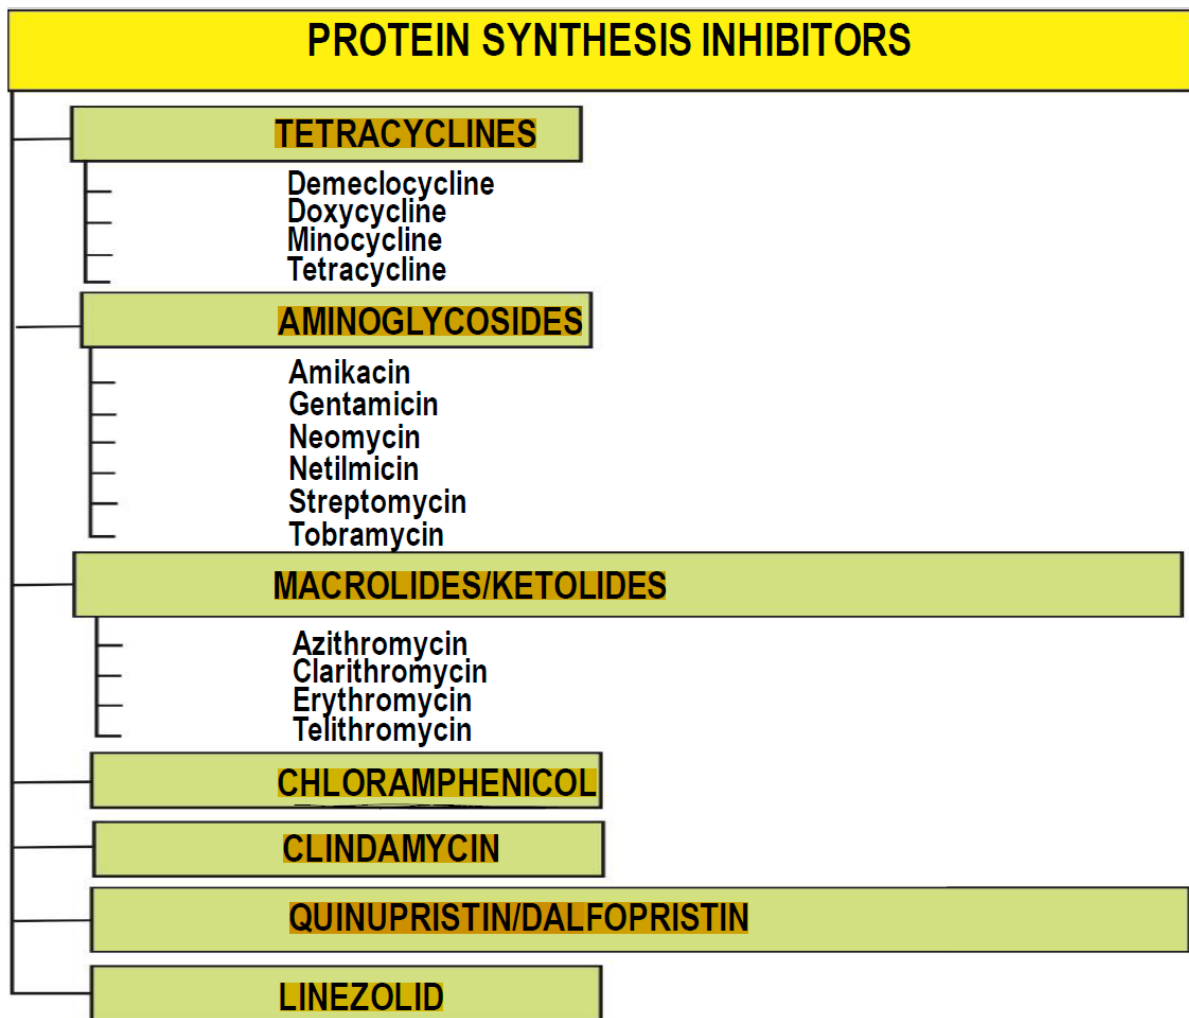 PROTEIN SYNTHESIS INHIBITORS
TETRACYCLINES
Demeclocycline
Doxycycline
Minocycline
Tetracycline
AMINOGLYCOSIDES
Amikacin
Gentamicin
Neomycin
Netilmicin
Streptomycin
Tobramycin
MACROLIDES/KETOLIDES
Azithromycin
Clarithromycin
Erythromycin
Telithromycin
CHLORAMPHENICOL
CLINDAMYCIN
QUINUPRISTIN/DALFOPRISTIN
LINEZOLID